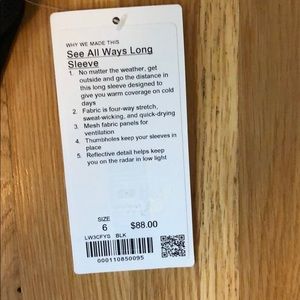 WHY WE MADE THIS
See All Ways Long
Sleeve
1. No matter the weather, get
outside and go the distance in
this long sleeve designed to
give you warm coverage on cold
days
2. Fabric is four-way stretch,
sweat-wicking, and quick-drying
3. Mesh fabric panels for
ventilation
4. Thumbholes keep your sleeves in
place
5. Reflective detail helps keep
you on the radar in low light
SIZE
6 $88.00
LW3CFYS BLK
000110850095